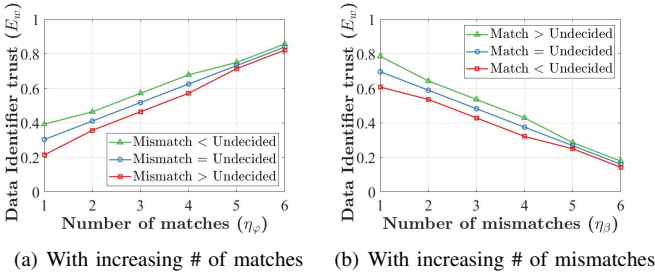 Data Identifier trust (E_w)
1
0.8
0.6
0.4
0.2
0
Mismatch < Undecided
Mismatch = Undecided
Mismatch > Undecided
1 2 3 4 5 6
Number of matches (η_φ)
(a) With increasing # of matches
Data Identifier trust (E_w)
1
0.8
0.6
0.4
0.2
0
Match > Undecided
Match = Undecided
Match < Undecided
1 2 3 4 5 6
Number of mismatches (η_β)
(b) With increasing # of mismatches